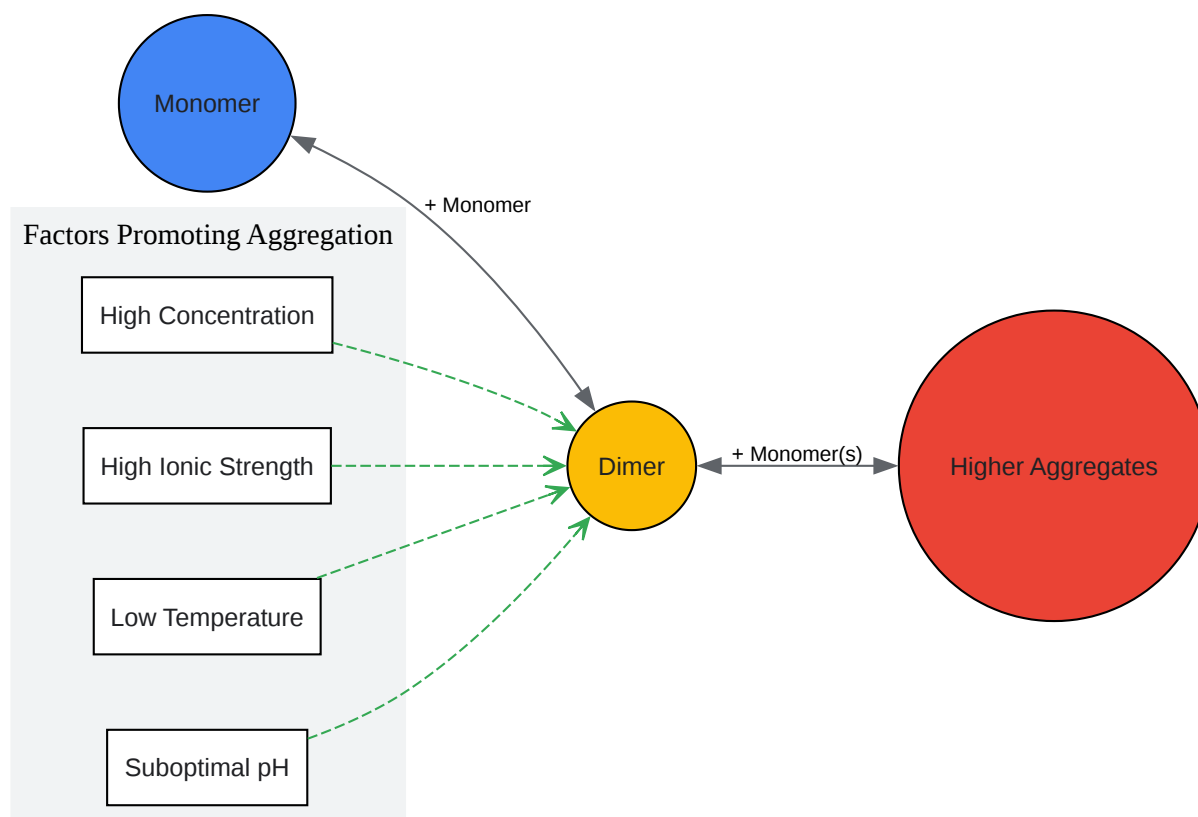 Monomer
+ Monomer
Factors Promoting Aggregation
High Concentration
High Ionic Strength
Dimer
+ Monomer(s)
Higher Aggregates
Low Temperature
Suboptimal pH